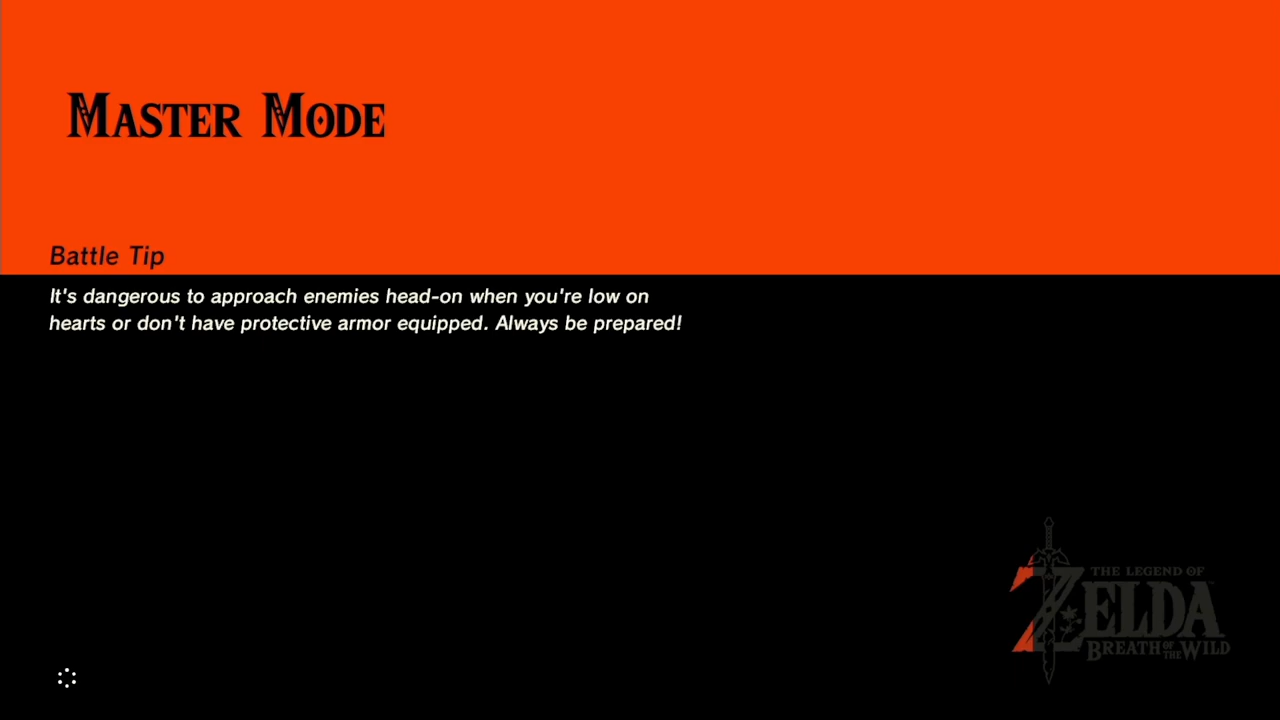 MASTER MODE
Battle Tip
It's dangerous to approach enemies head-on when you're low on
hearts or don't have protective armor equipped. Always be prepared!
THE LEGEND OF
ZELDA
BREATH OF THE WILD